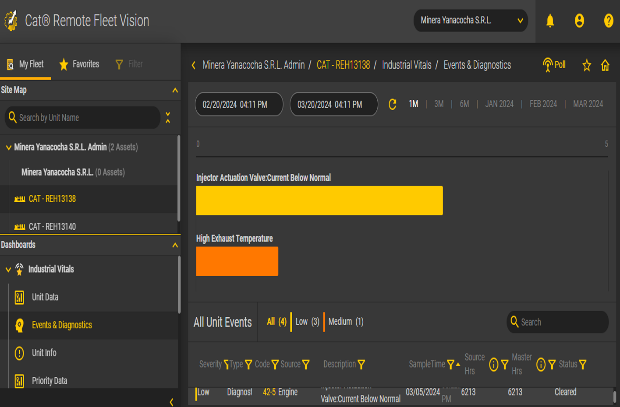 Cat® Remote Fleet Vision
Minera Yanacocha S.R.L.
My Fleet
Favorites
Filter
Site Map
Search by Unit Name
Minera Yanacocha S.R.L. Admin (2 Assets)
Minera Yanacocha S.R.L. (0 Assets)
CAT - REH13138
CAT - REH13140
Dashboards
Industrial Vitals
Unit Data
Events & Diagnostics
Unit Info
Priority Data
Minera Yanacocha S.R.L. Admin / CAT - REH13138 / Industrial Vitals / Events & Diagnostics
Poll
02/20/2024 04:11 PM
03/20/2024 04:11 PM
1M | 3M | 6M | JAN 2024 | FEB 2024 | MAR 2024
0 5
Injector Actuation Valve:Current Below Normal
High Exhaust Temperature
All Unit Events
All (4)
Low (3)
Medium (1)
Search
Severity Type Code Source Description SampleTime Source Hrs Master Hrs Status
Low Diagnost 42-5 Engine Valve:Current Below Normal 03/05/2024 PM 6213 6213 Cleared